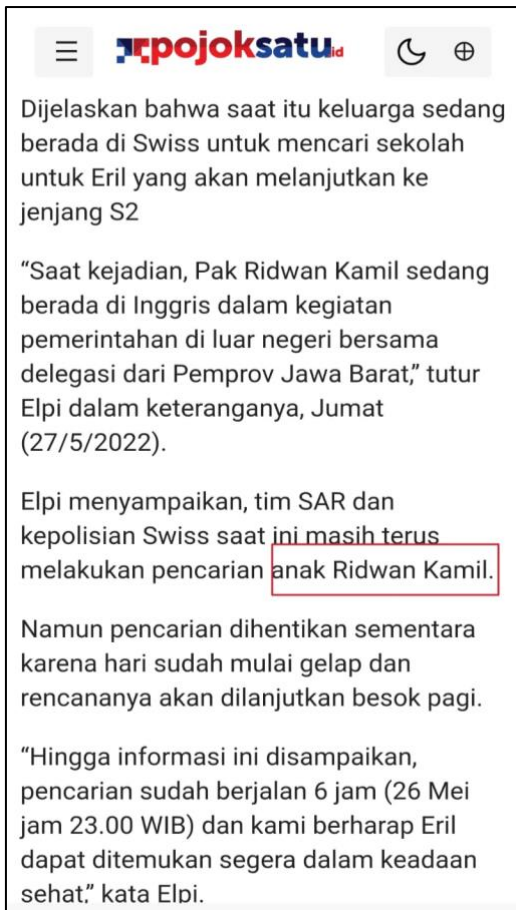 pojoksatu.id
Dijelaskan bahwa saat itu keluarga sedang
berada di Swiss untuk mencari sekolah
untuk Eril yang akan melanjutkan ke
jenjang S2
“Saat kejadian, Pak Ridwan Kamil sedang
berada di Inggris dalam kegiatan
pemerintahan di luar negeri bersama
delegasi dari Pemprov Jawa Barat,” tutur
Elpi dalam keteranganya, Jumat
(27/5/2022).
Elpi menyampaikan, tim SAR dan
kepolisian Swiss saat ini masih terus
melakukan pencarian anak Ridwan Kamil.
Namun pencarian dihentikan sementara
karena hari sudah mulai gelap dan
rencananya akan dilanjutkan besok pagi.
“Hingga informasi ini disampaikan,
pencarian sudah berjalan 6 jam (26 Mei
jam 23.00 WIB) dan kami berharap Eril
dapat ditemukan segera dalam keadaan
sehat,” kata Elpi.